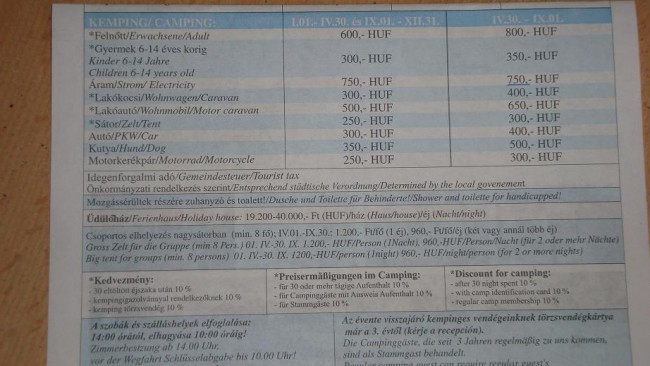 KEMPING/ CAMPING: I.01.- IV.30. és IX.01. - XII.31. IV.30. – IX.01.
*Felnőtt/Erwachsene/Adult 600,- HUF 800,- HUF
*Gyermek 6-14 éves korig
Kinder 6-14 Jahre 300,- HUF 350,- HUF
Children 6-14 years old
Áram/Strom/ Electricity 750,- HUF 750,- HUF
*Lakókocsi/Wohnwagen/Caravan 300,- HUF 400,- HUF
*Lakóautó/Wohnmobil/Motor caravan 500,- HUF 650,- HUF
*Sátor/Zelt/Tent 250,- HUF 300,- HUF
Autó/PKW/Car 300,- HUF 400,- HUF
Kutya/Hund/Dog 350,- HUF 500,- HUF
Motorkerékpár/Motorrad/Motorcycle 250,- HUF 300,- HUF
Idegenforgalmi adó/Gemeindesteuer/Tourist tax
Önkormányzati rendelkezés szerint/Entsprechend städtische Verordnung/Determined by the local govenement
Mozgássérültek részére zuhanyzó és toalett!/Dusche und Toilette für Behinderte!/Shower and toilette for handicapped!
Üdülőház/Ferienhaus/Holiday house: 19.200-40.000,- Ft (HUF)/ház (Haus/house)/éj (Nacht/night)
Csoportos elhelyezés nagysátorban (min. 8 fő); IV.01.-IX.30.: 1.200,- Ft/fő (1 éj), 960,- Ft/fő/éj (két vagy annál több éj)
Gross Zelt für die Gruppe (min 8 Pers.) 01. IV.-30. IX. 1.200,- HUF/Person (1Nacht), 960,-HUF/Person/Nacht (für 2 oder mehr Nächte)
Big tent for groups (min. 8 persons) 01. IV.-30. IX. 1200,-HUF/person (1night) 960,-HUF/night/person (for 2 or more nights)
*Kedvezmény: *Preisermäßigungen im Camping: *Discount for camping:
- 30 eltöltött éjszaka után 10 % - für 30 oder mehr tägige Aufenthalt 10 % - after 30 night spent 10 %
- kempingigazolvánnyal rendelkezőknek 10 % - für Campinggäste mit Ausweis Aufenthalt 10 % - with camp identification card 10 %
- kemping törzsvendég 10 % - für Stammgäste 10 % - regular camp membership 10 %
A szobák és szálláshelyek elfoglalása:
14:00 órától, elhagyása 10:00 óráig!
Zimmerbestzung ab 14.00 Uhr,
vor der Wegfahrt Schlüsselabgabe bis 10.00 Uhr!
Az évente visszajáró kempinges vendégeinknek törzsvendégkártya
már a 3. évtől (kérje a recepción).
Die Campinggäste, die seit 3 Jahren regelmäßig zu uns kommen,
sind als Stammgast behandelt.